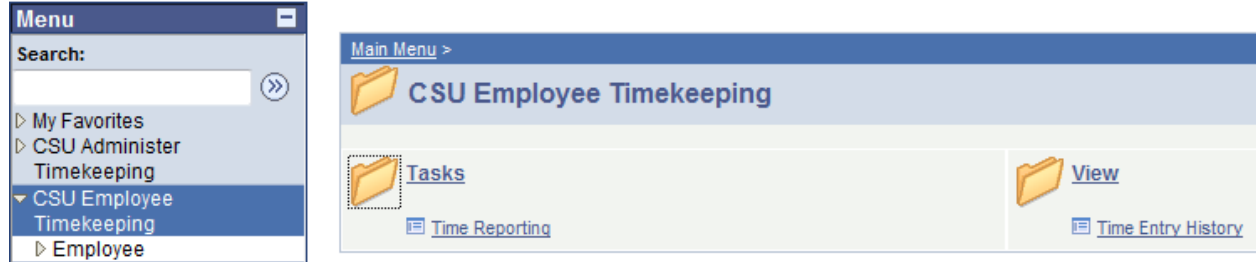 Menu
Search:
My Favorites
CSU Administer
Timekeeping
CSU Employee
Timekeeping
Employee
Main Menu >
CSU Employee Timekeeping
Tasks
Time Reporting
View
Time Entry History